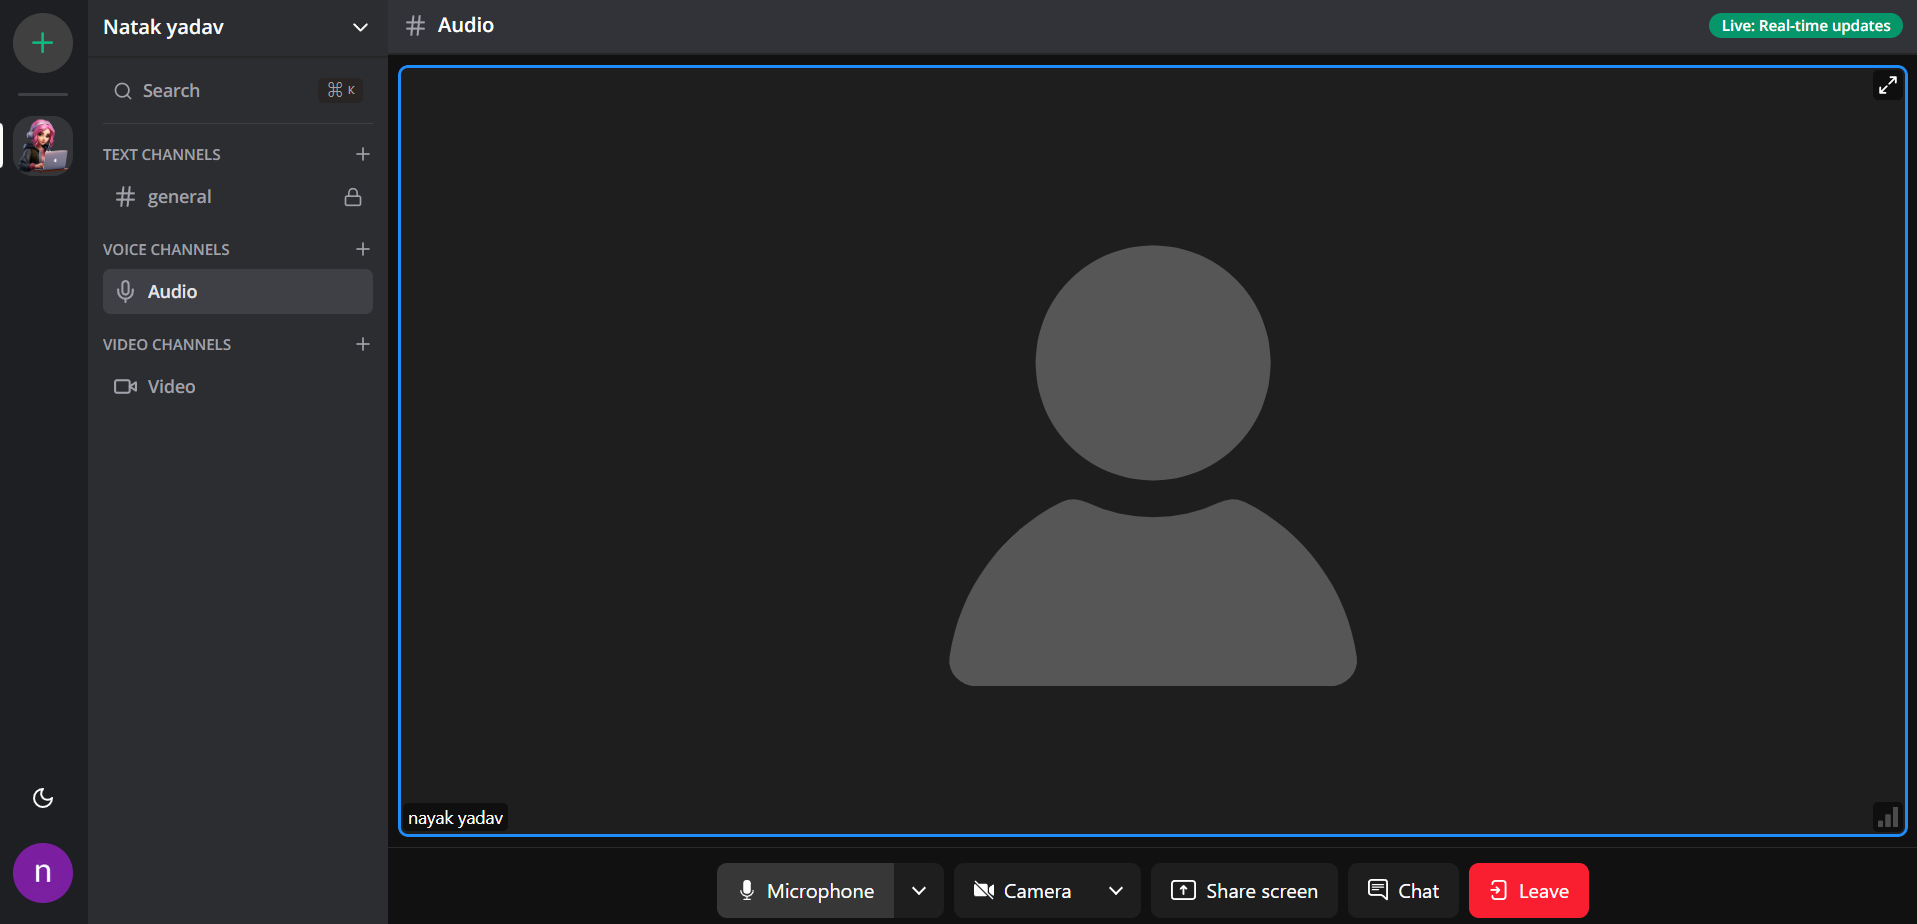 Natak yadav
Search
⌘ K
TEXT CHANNELS
general
VOICE CHANNELS
Audio
VIDEO CHANNELS
Video
n
# Audio
Live: Real-time updates
nayak yadav
Microphone
Camera
Share screen
Chat
Leave